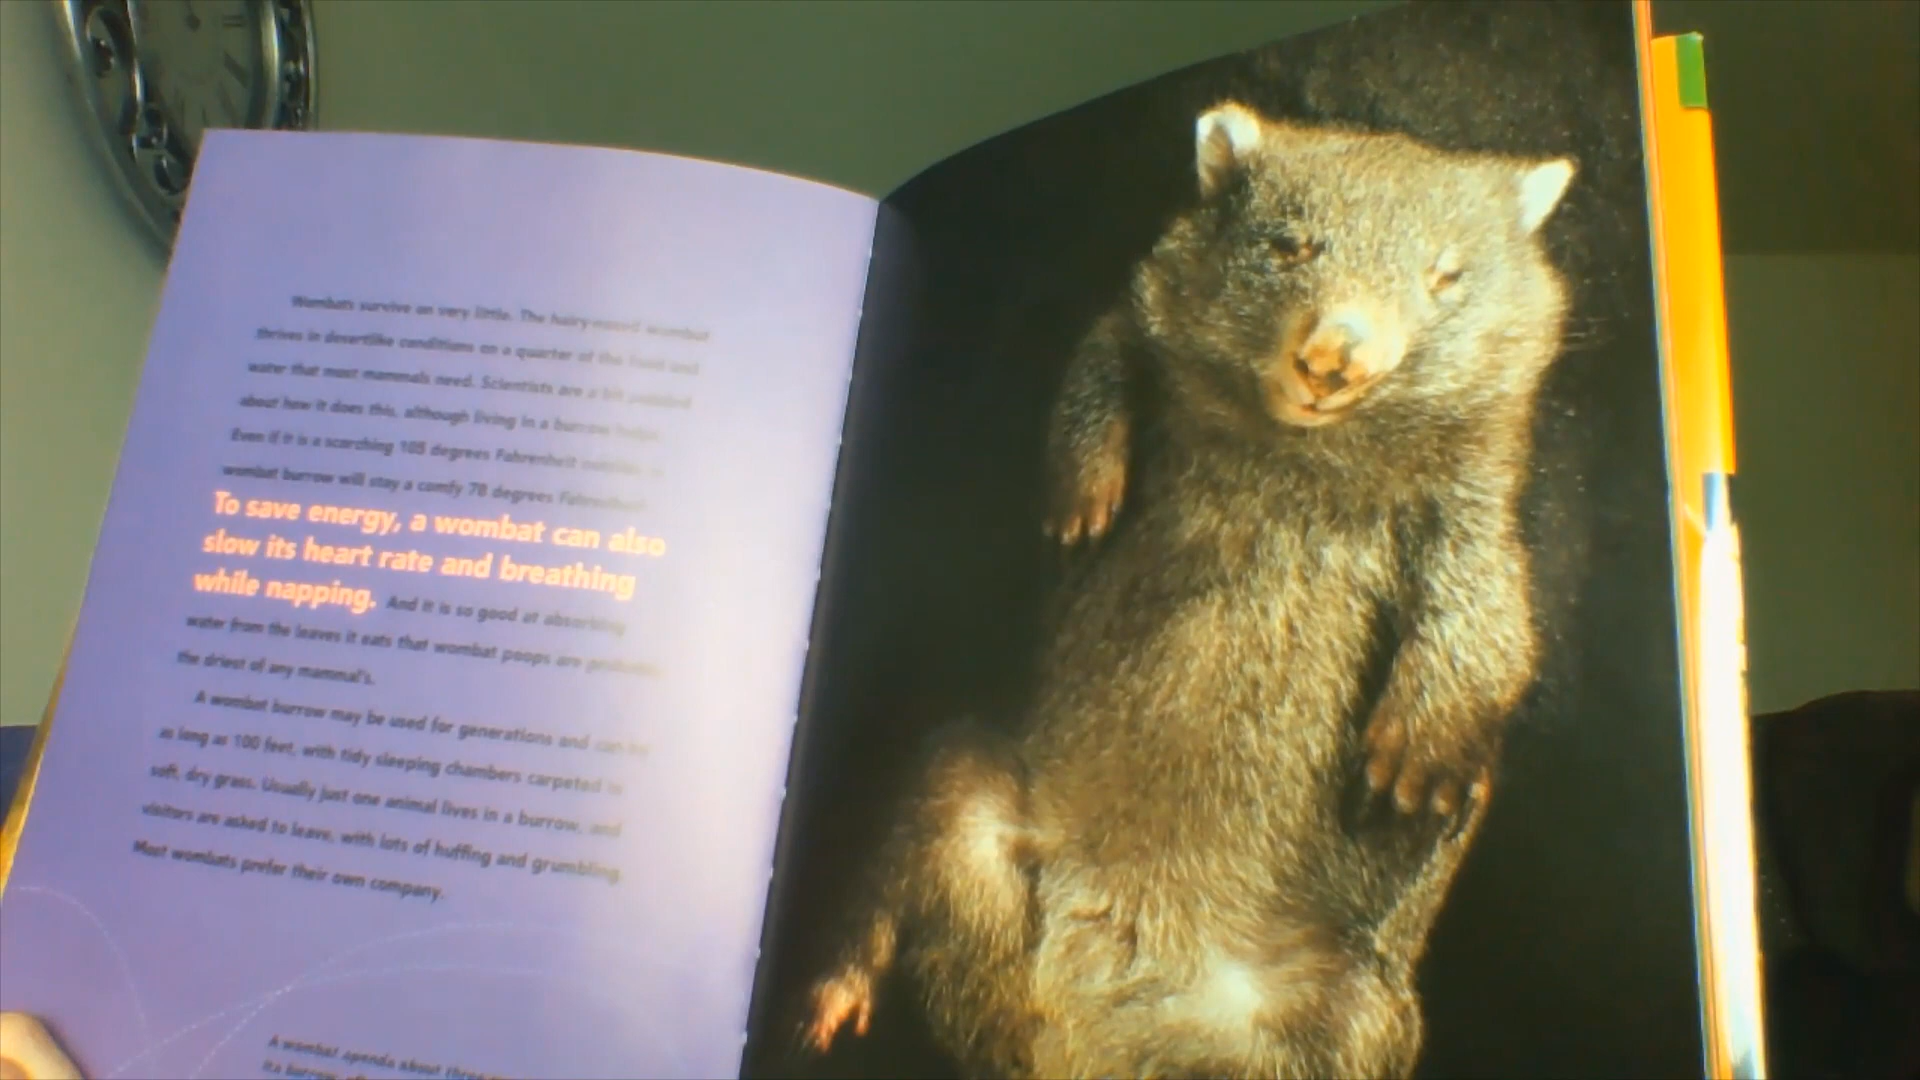 Wombats survive on very little. The hairy-nosed wombat
thrives in desertlike conditions on a quarter of the food and
water that most mammals need. Scientists are a bit puzzled
about how it does this, although living in a burrow helps.
Even if it is a scorching 105 degrees Fahrenheit outside, a
wombat burrow will stay a comfy 78 degrees Fahrenheit.
To save energy, a wombat can also
slow its heart rate and breathing
while napping. And it is so good at absorbing
water from the leaves it eats that wombat poops are probably
the driest of any mammal's.
A wombat burrow may be used for generations and can be
as long as 100 feet, with tidy sleeping chambers carpeted in
soft, dry grass. Usually just one animal lives in a burrow, and
visitors are asked to leave, with lots of huffing and grumbling.
Most wombats prefer their own company.
A wombat spends about
its burrow,